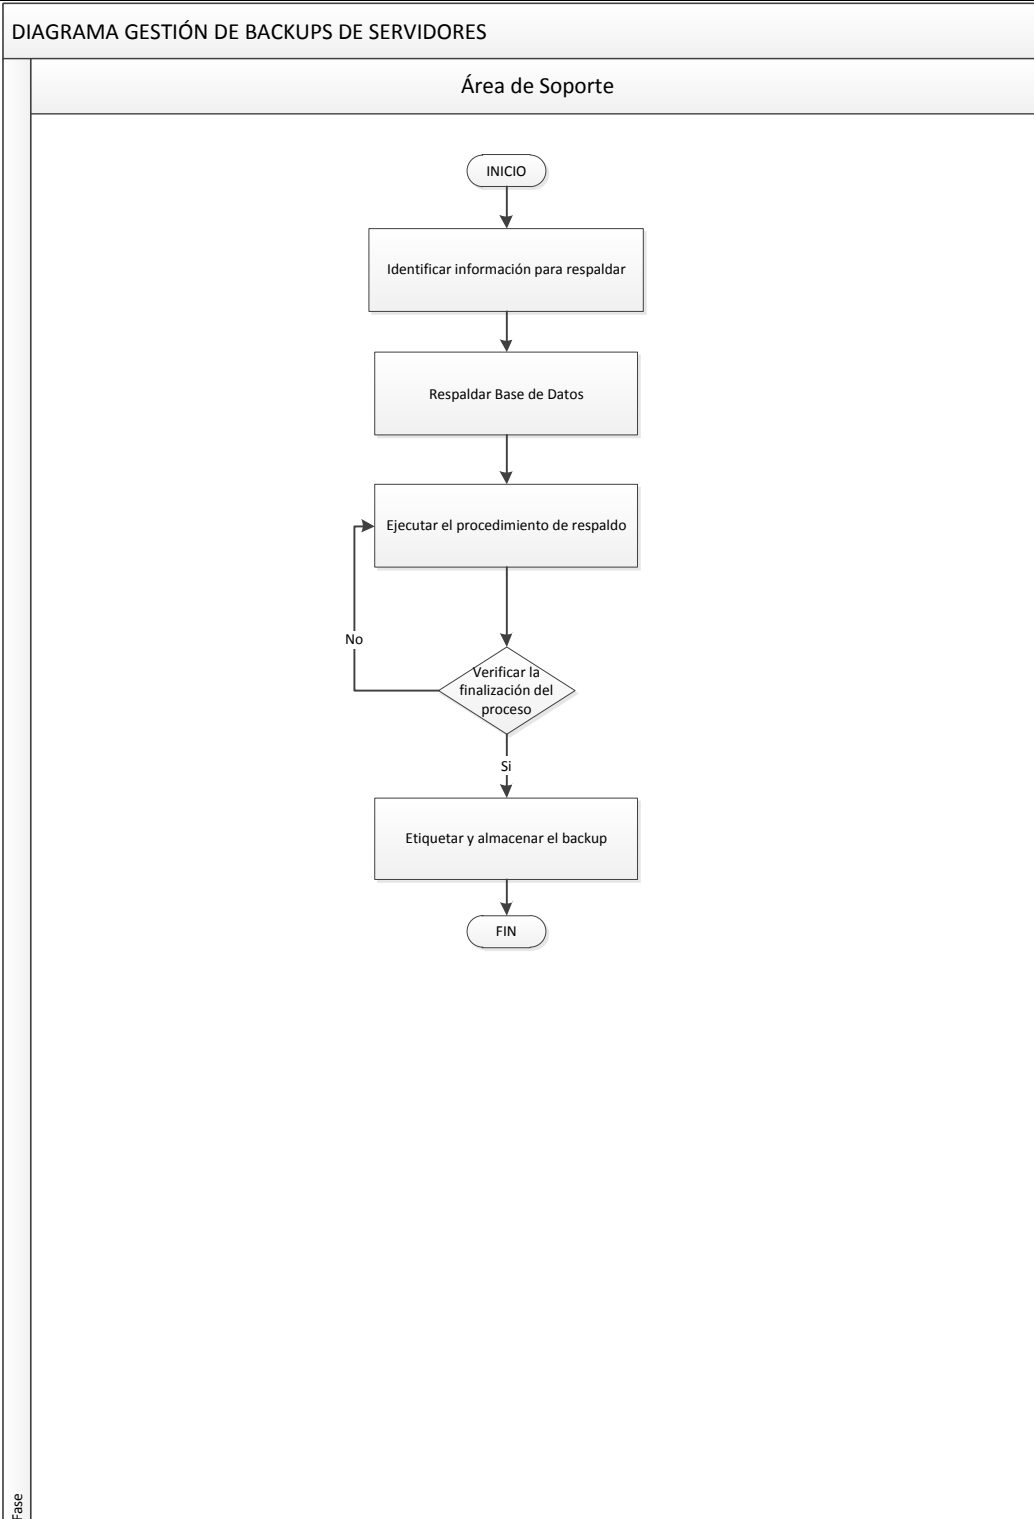 DIAGRAMA GESTIÓN DE BACKUPS DE SERVIDORES
Área de Soporte
INICIO
Identificar información para respaldar
Respaldar Base de Datos
Ejecutar el procedimiento de respaldo
No
Verificar la
finalización del
proceso
Si
Etiquetar y almacenar el backup
FIN
Fase